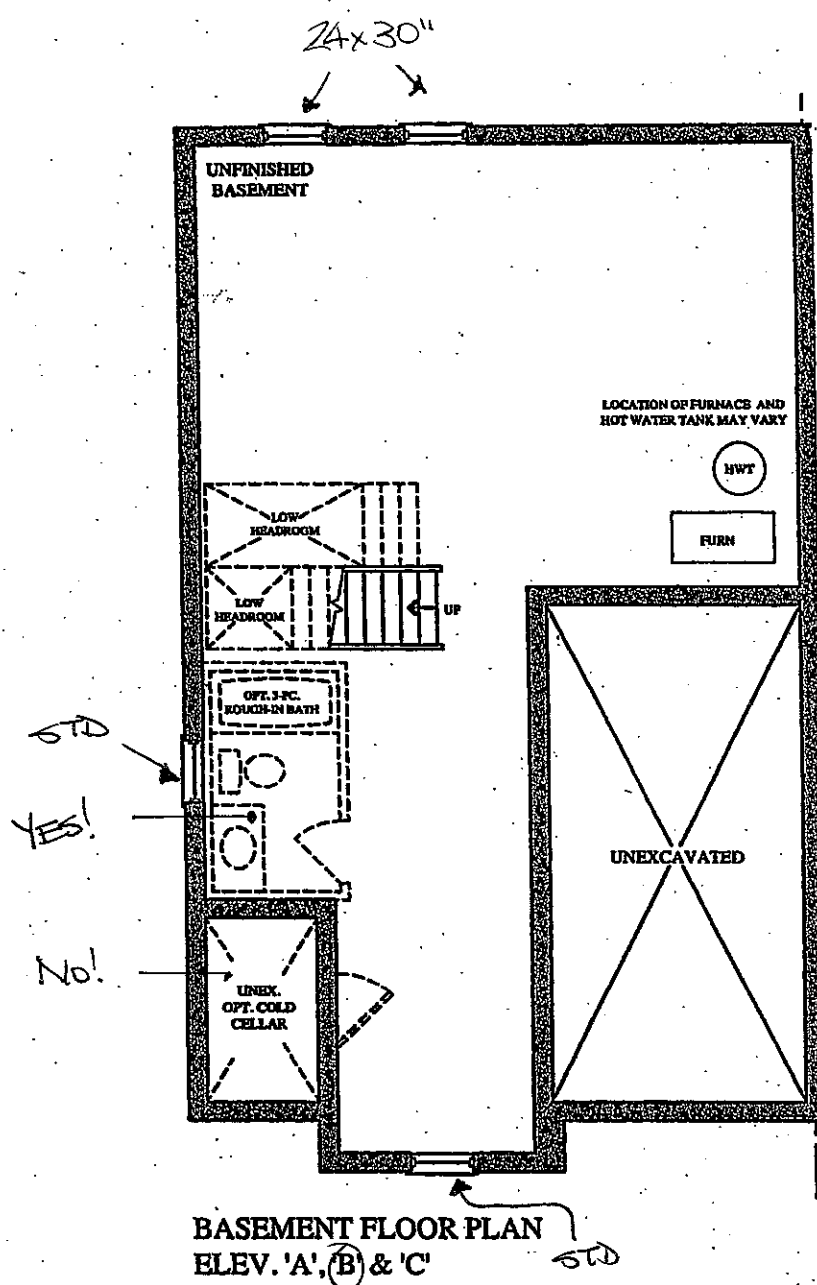 24x30"
UNFINISHED
BASEMENT
LOCATION OF FURNACE AND
HOT WATER TANK MAY VARY
HWT
FURN
LOW
HEADROOM
LOW
HEADROOM
UP
OPT. 3-PC.
ROUGH-IN BATH
STD
YES!
UNEXCAVATED
No!
UNEX.
OPT. COLD
CELLAR
BASEMENT FLOOR PLAN
ELEV. 'A', 'B' & 'C'
STD